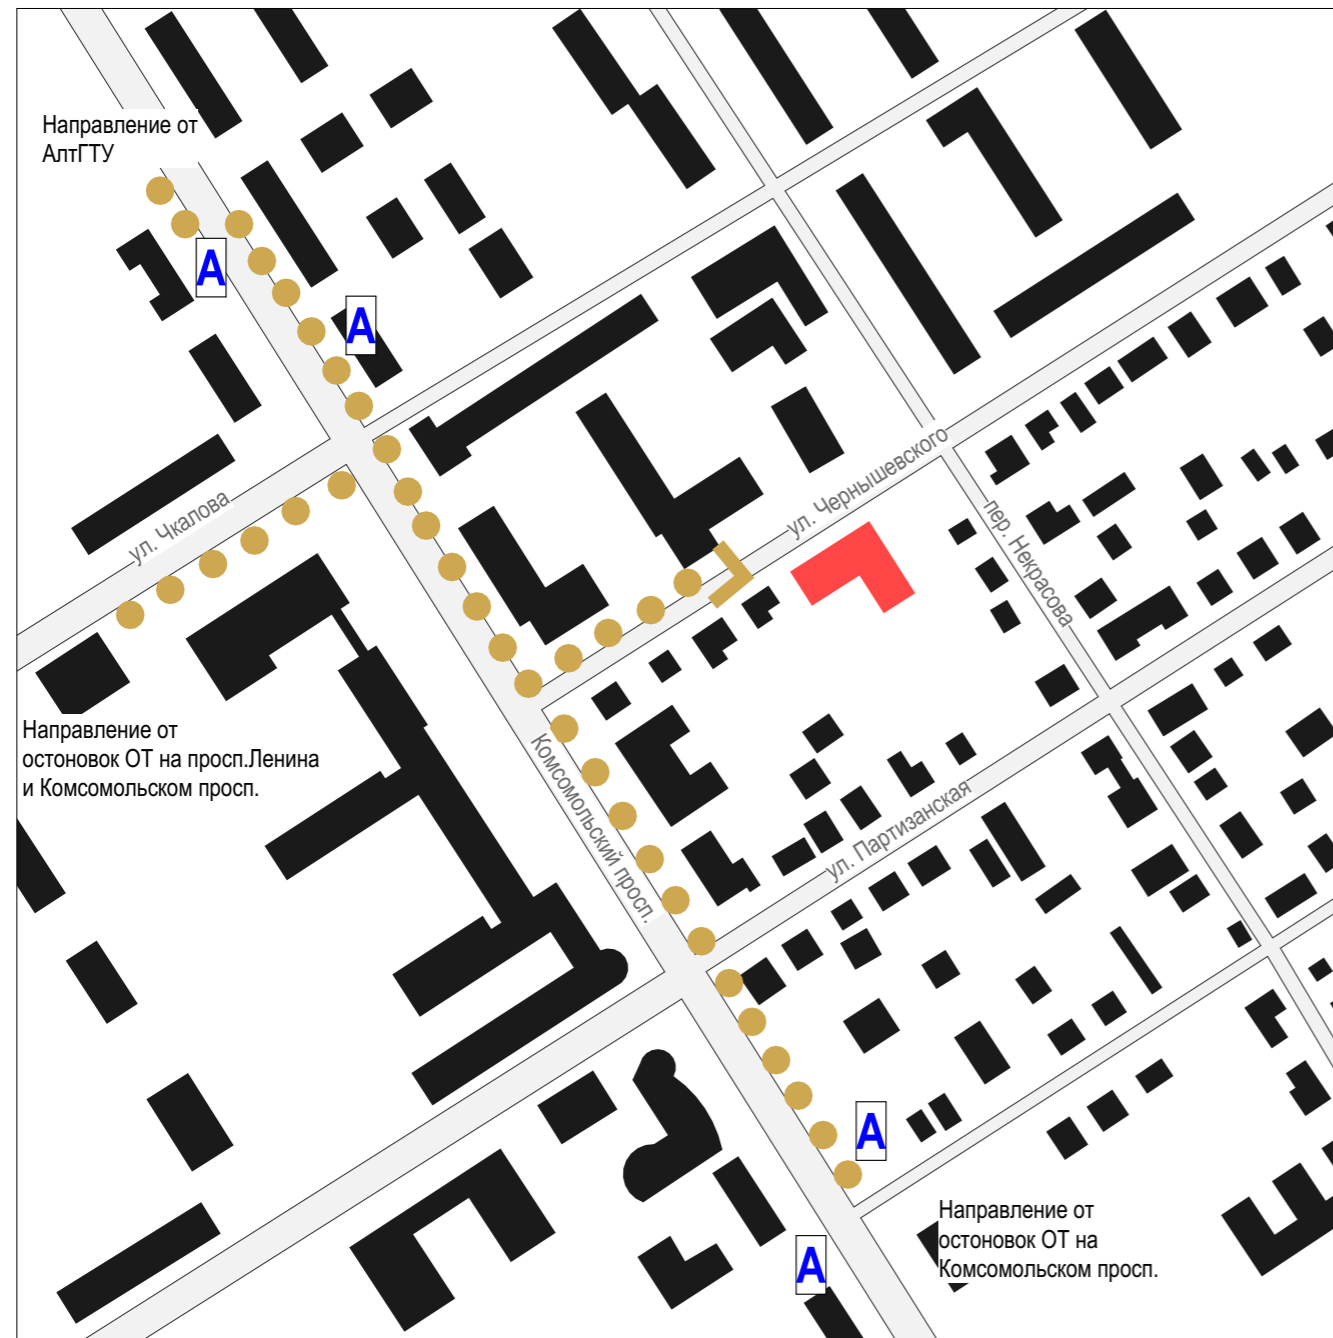 Направление от
АлтГТУ
А
А
ул. Чкалова
ул. Чернышевского
пер. Некрасова
Направление от
остоновок ОТ на просп.Ленина
и Комсомольском просп.
Комсомольский просп.
ул. Партизанская
А
Направление от
остоновок ОТ на
Комсомольском просп.
А